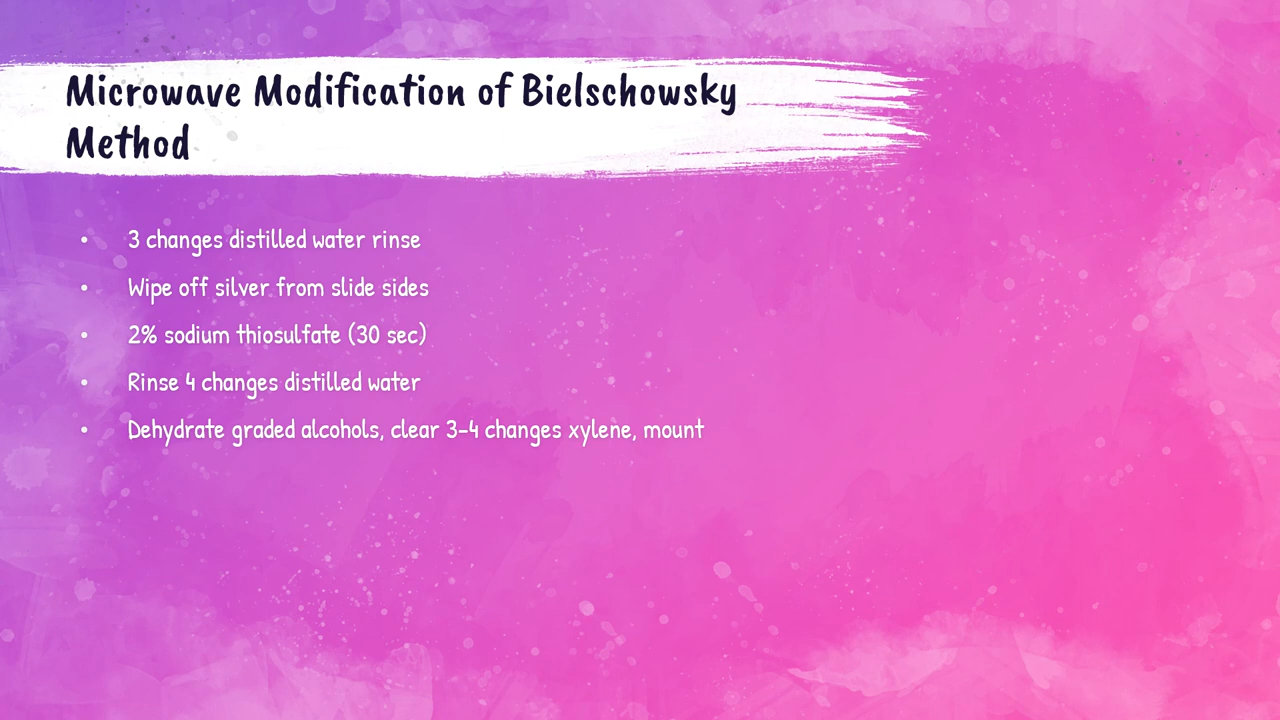 Microwave Modification of Bielschowsky
Method
• 3 changes distilled water rinse
• Wipe off silver from slide sides
• 2% sodium thiosulfate (30 sec)
• Rinse 4 changes distilled water
• Dehydrate graded alcohols, clear 3–4 changes xylene, mount